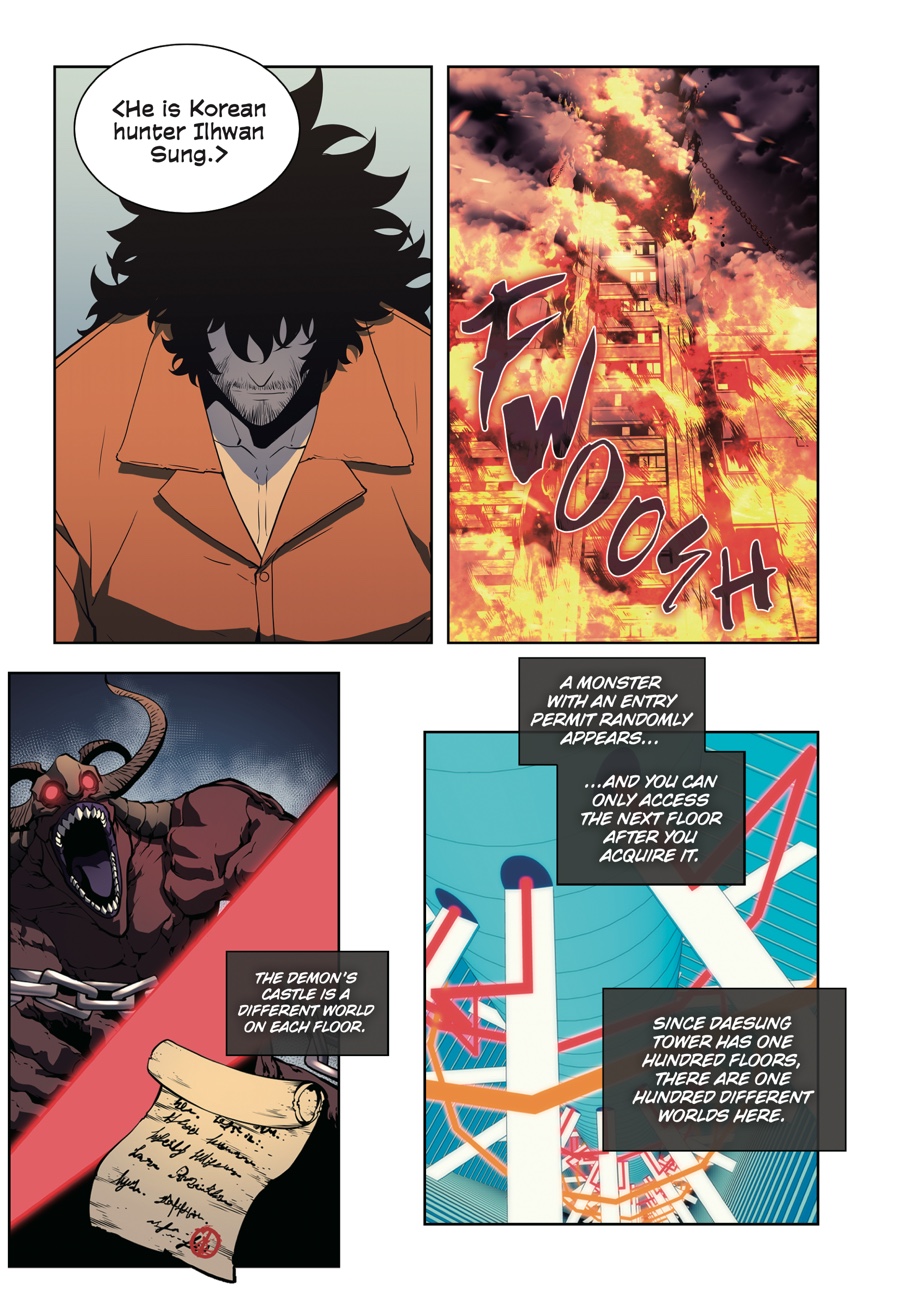 <He is Korean
hunter Ilhwan
Sung.>
FWOOSH
A MONSTER
WITH AN ENTRY
PERMIT RANDOMLY
APPEARS...
...AND YOU CAN
ONLY ACCESS
THE NEXT FLOOR
AFTER YOU
ACQUIRE IT.
THE DEMON'S
CASTLE IS A
DIFFERENT WORLD
ON EACH FLOOR.
SINCE DAESUNG
TOWER HAS ONE
HUNDRED FLOORS,
THERE ARE ONE
HUNDRED DIFFERENT
WORLDS HERE.